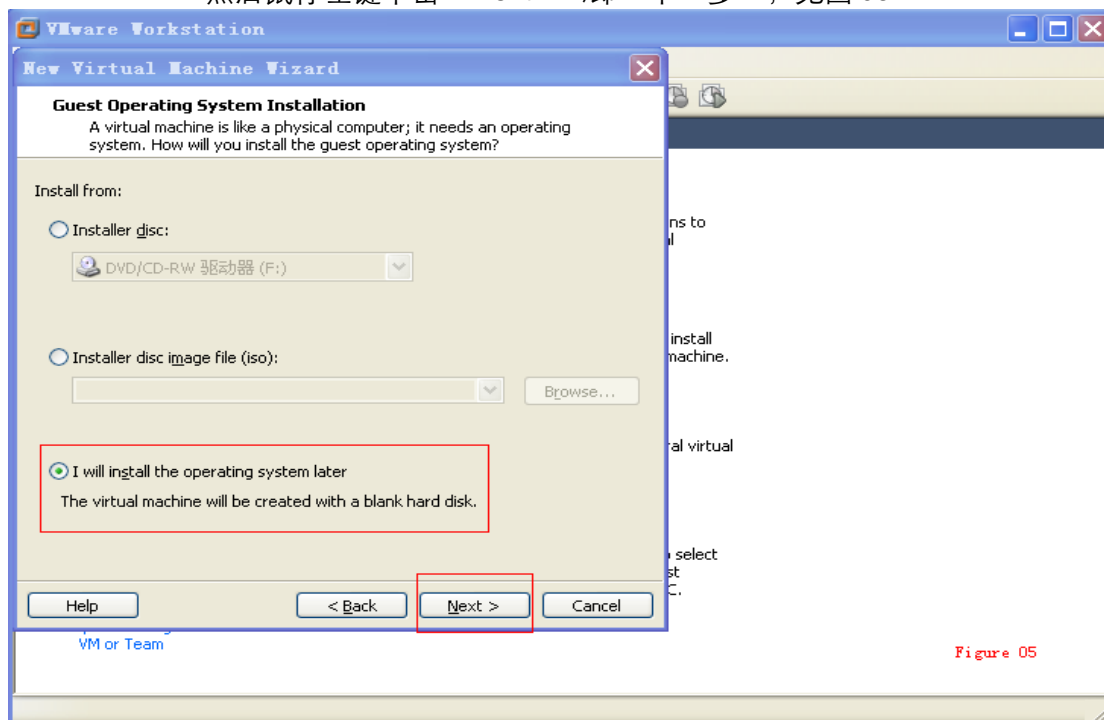 VMware Workstation
New Virtual Machine Wizard
Guest Operating System Installation
A virtual machine is like a physical computer; it needs an operating
system. How will you install the guest operating system?
Install from:
Installer disc:
DVD/CD-RW 驱动器 (F:)
Installer disc image file (iso):
Browse...
I will install the operating system later
The virtual machine will be created with a blank hard disk.
Help
< Back
Next >
Cancel
ns to
install
machine.
al virtual
select
st
C.
VM or Team
Figure 05